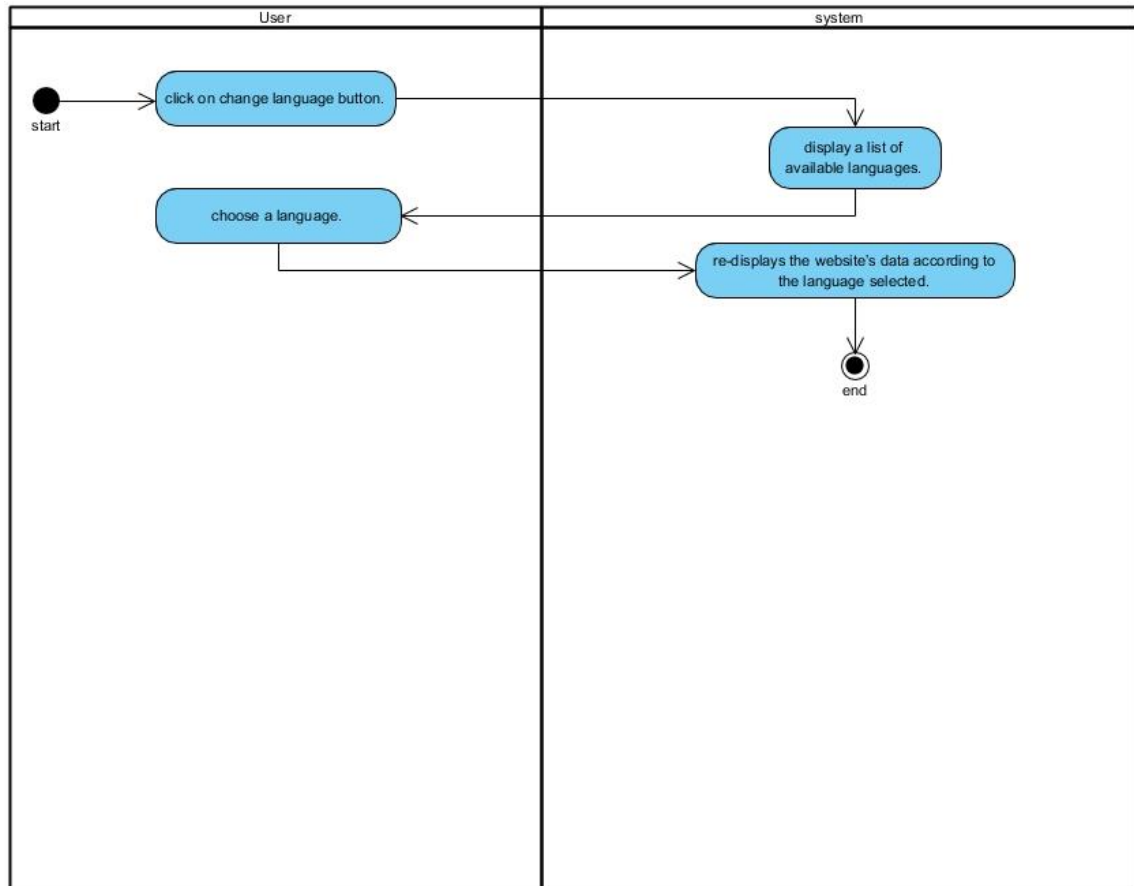 User
system
start
click on change language button.
display a list of
available languages.
choose a language.
re-displays the website's data according to
the language selected.
end